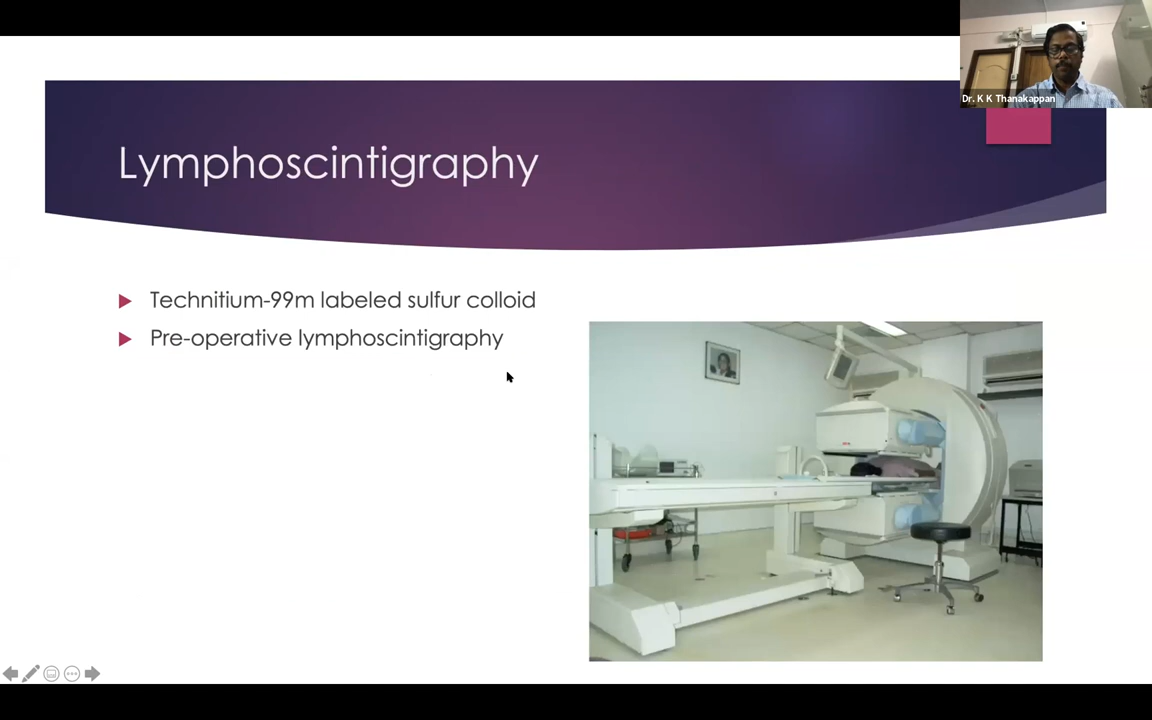 Dr. K K Thanakappan
Lymphoscintigraphy
Technitium-99m labeled sulfur colloid
Pre-operative lymphoscintigraphy